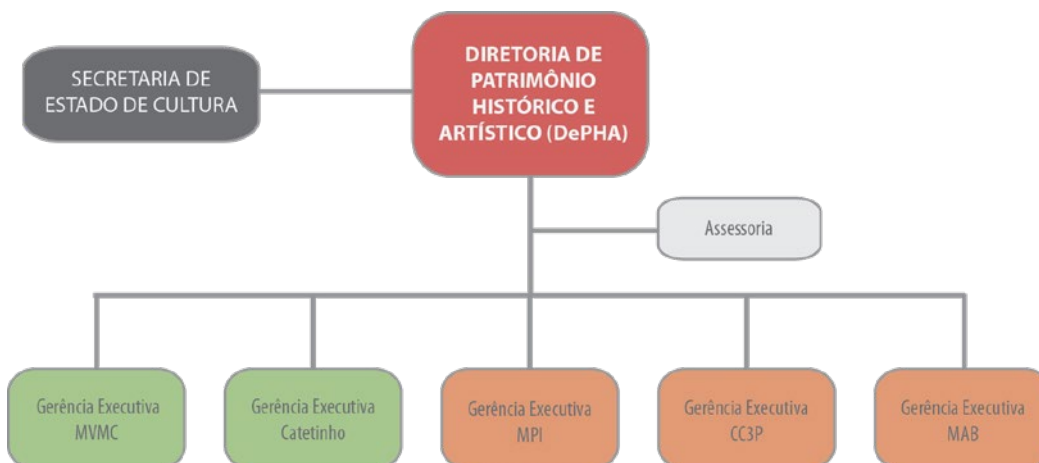 SECRETARIA DE
ESTADO DE CULTURA
DIRETORIA DE
PATRIMÔNIO
HISTÓRICO E
ARTÍSTICO (DePHA)
Assessoria
Gerência Executiva
MVMC
Gerência Executiva
Catetinho
Gerência Executiva
MPI
Gerência Executiva
CC3P
Gerência Executiva
MAB